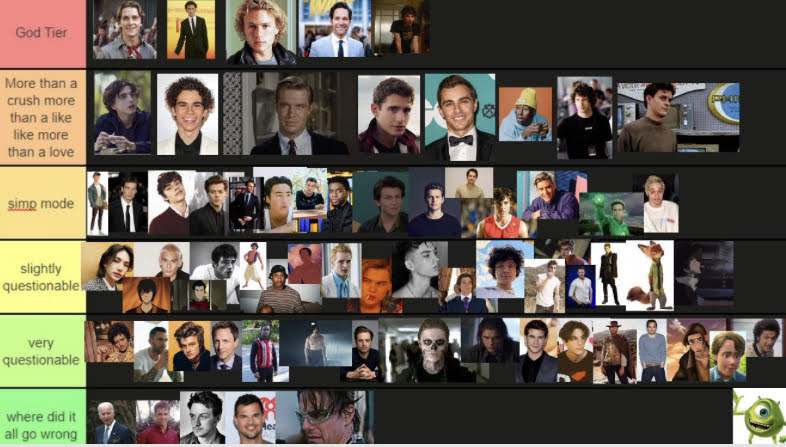 God Tier
More than a
crush more
than a like
like more
than a love
simp mode
slightly
questionable
very
questionable
where did it
all go wrong